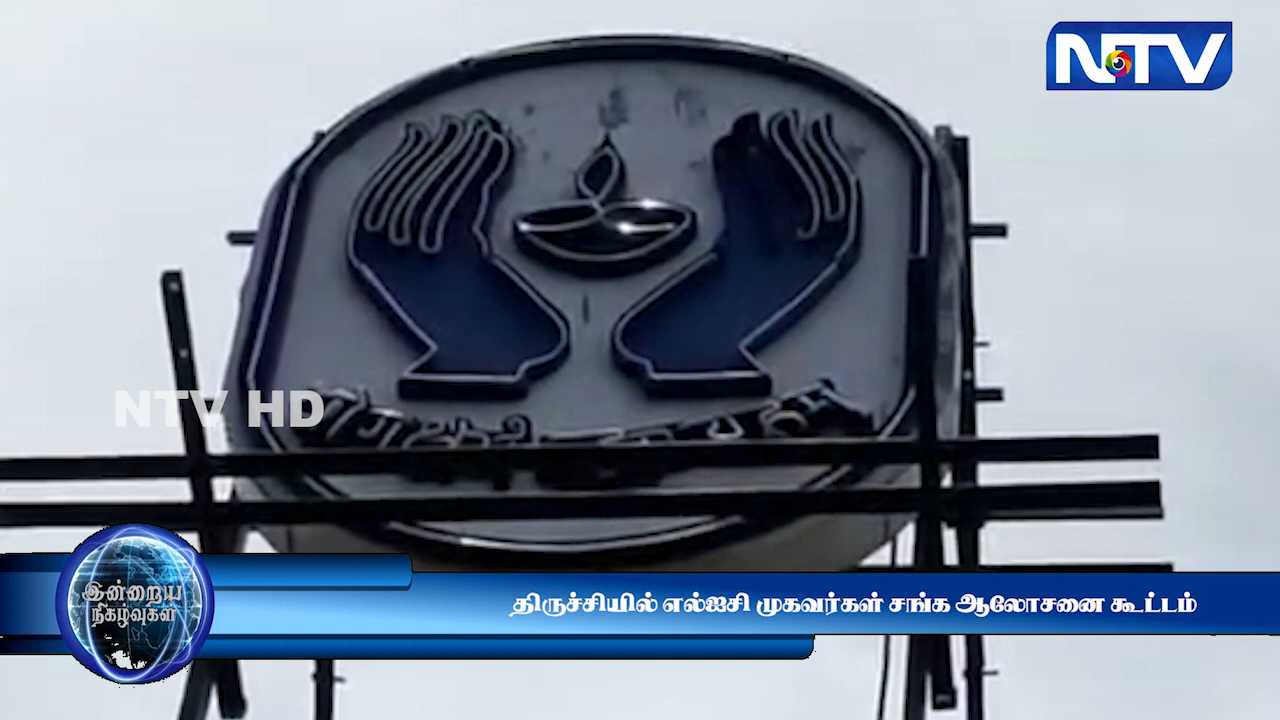 NTV
NTV HD
இன்றைய
நிகழ்வுகள்
திருச்சியில் எல்ஐசி முகவர்கள் சங்க ஆலோசனை கூட்டம்